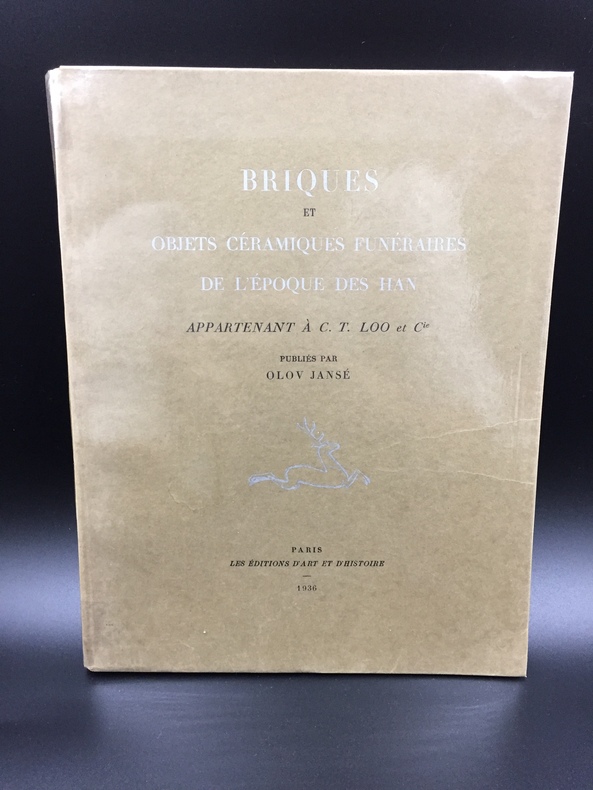 BRIQUES
ET
OBJETS CÉRAMIQUES FUNÉRAIRES
DE L'ÉPOQUE DES HAN
APPARTENANT À C. T. LOO et Cie
PUBLIÉS PAR
OLOV JANSÉ
PARIS
LES ÉDITIONS D'ART ET D'HISTOIRE
1936